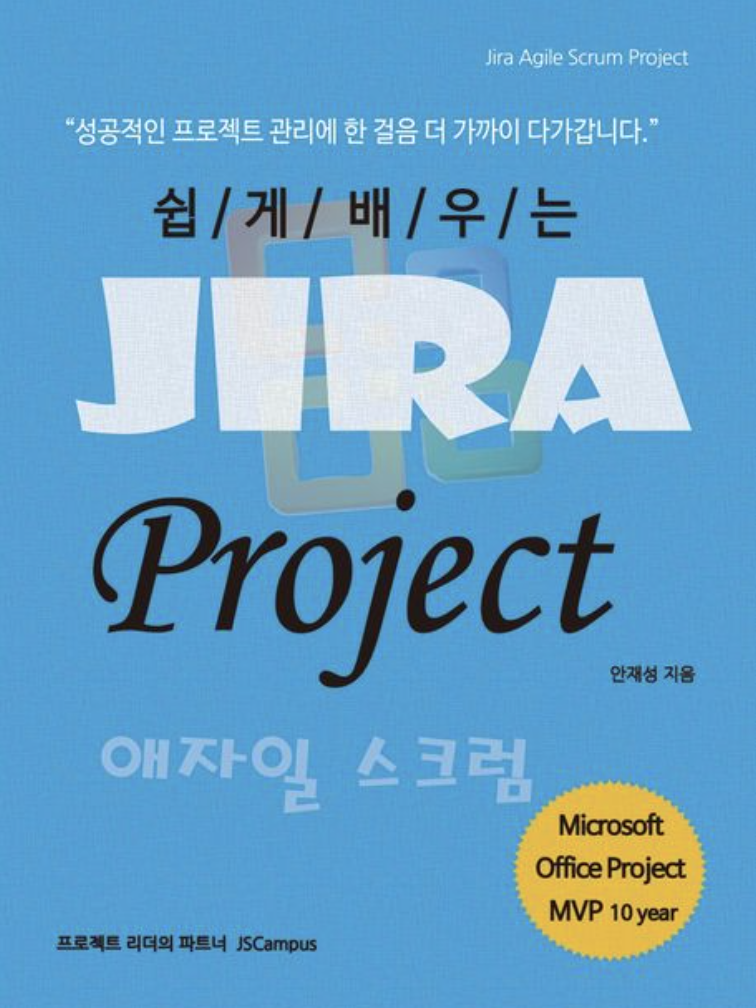 Jira Agile Scrum Project
“성공적인 프로젝트 관리에 한 걸음 더 가까이 다가갑니다.”
쉽/게/배/우/는
JIRA
Project
안재성 지음
애자일 스크럼
Microsoft
Office Project
MVP 10 year
프로젝트 리더의 파트너 JSCampus